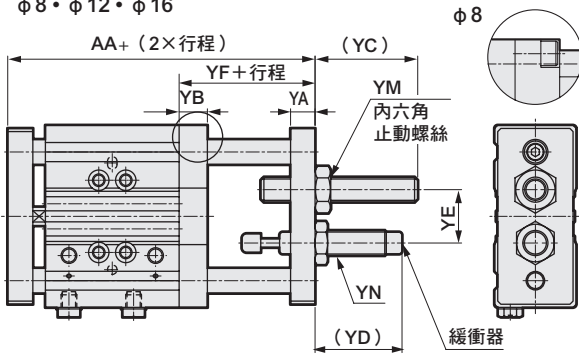 φ8・φ12・φ16
φ8
AA+（2×行程）
（YC）
YF＋行程
YB
YA
YM
內六角
止動螺絲
YE
YN
（YD）
緩衝器